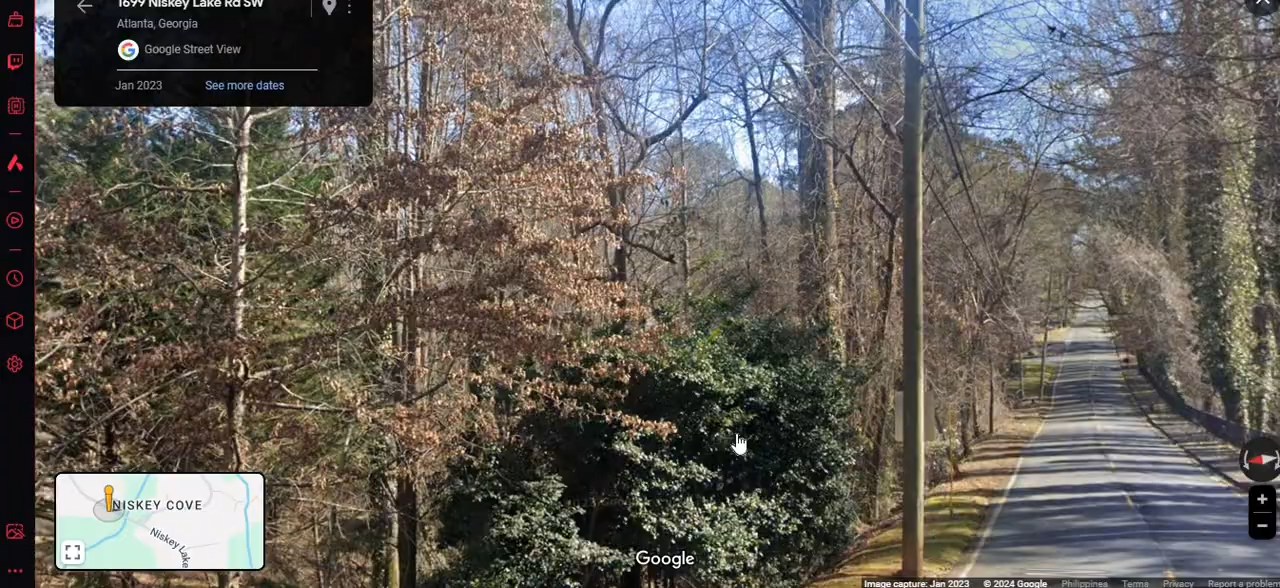 1699 Niskey Lake Rd SW
Atlanta, Georgia
Google Street View
Jan 2023 See more dates
NISKEY COVE
Niskey Lake
Google
Image capture: Jan 2023 © 2024 Google Philippines Terms Privacy Report a problem